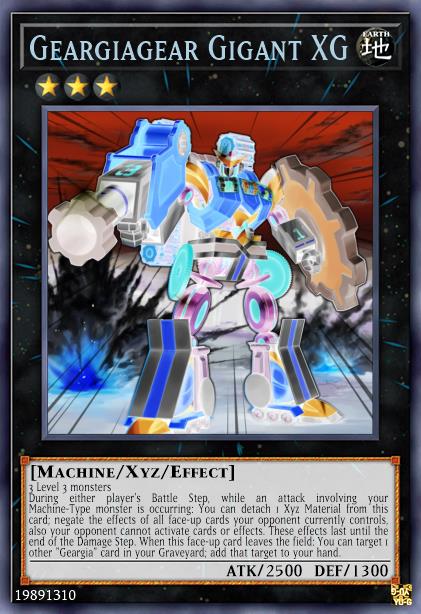 GEARGIAGEAR GIGANT XG
EARTH
地
[MACHINE/XYZ/EFFECT]
3 Level 3 monsters
During either player's Battle Step, while an attack involving your
Machine-Type monster is occurring: You can detach 1 Xyz Material from this
card; negate the effects of all face-up cards your opponent currently controls,
also your opponent cannot activate cards or effects. These effects last until the
end of the Damage Step. When this face-up card leaves the field: You can target 1
other "Geargia" card in your Graveyard; add that target to your hand.
ATK/2500 DEF/1300
19891310